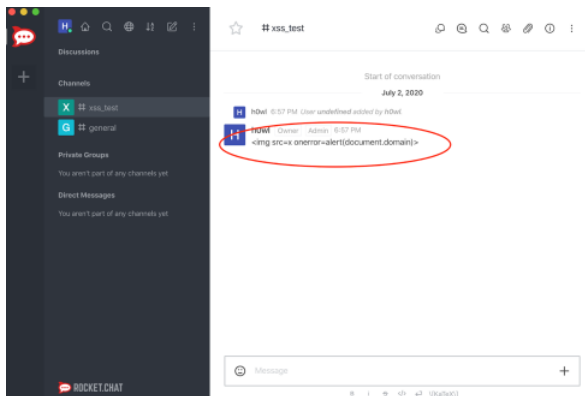 H
Discussions
Channels
X # xss_test
G # general
Private Groups
You aren't part of any channels yet
Direct Messages
You aren't part of any channels yet
ROCKET.CHAT
# xss_test
Start of conversation
July 2, 2020
H h0wl 6:57 PM User undefined added by h0wl.
H h0wl Owner Admin 6:57 PM
<img src=x onerror=alert(document.domain)>
Message